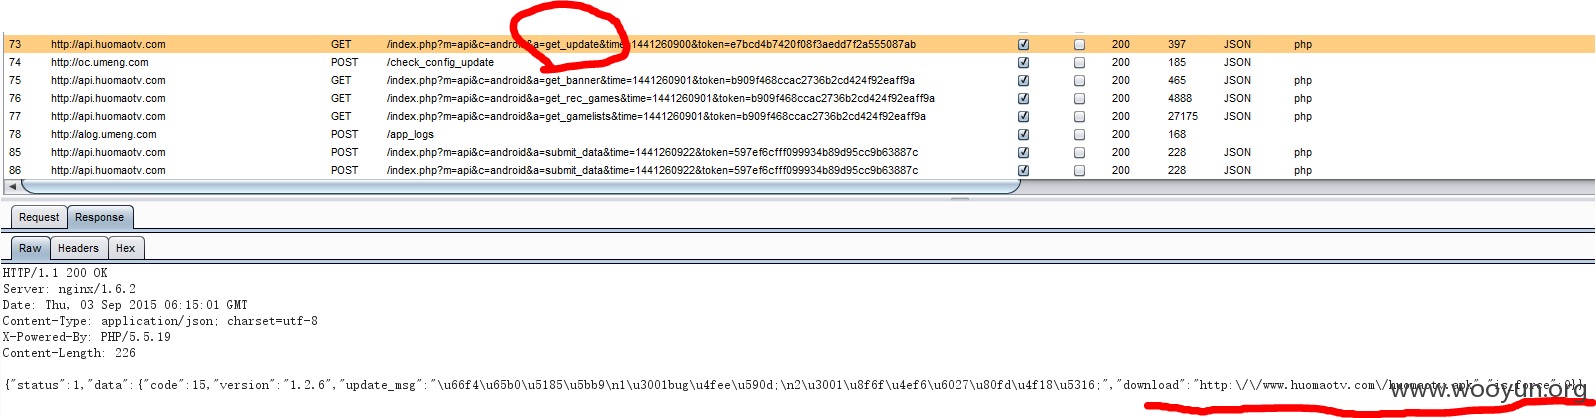 73 http://api.huomaotv.com GET /index.php?m=api&c=android&a=get_update&time=1441260900&token=e7bcd4b7420f08f3aedd7f2a555087ab 200 397 JSON php
74 http://oc.umeng.com POST /check_config_update 200 185 JSON
75 http://api.huomaotv.com GET /index.php?m=api&c=android&a=get_banner&time=1441260901&token=b909f468ccac2736b2cd424f92eaff9a 200 465 JSON php
76 http://api.huomaotv.com GET /index.php?m=api&c=android&a=get_rec_games&time=1441260901&token=b909f468ccac2736b2cd424f92eaff9a 200 4888 JSON php
77 http://api.huomaotv.com GET /index.php?m=api&c=android&a=get_gamelists&time=1441260901&token=b909f468ccac2736b2cd424f92eaff9a 200 27175 JSON php
78 http://alog.umeng.com POST /app_logs 200 168
85 http://api.huomaotv.com POST /index.php?m=api&c=android&a=submit_data&time=1441260922&token=597ef6cfff099934b89d95cc9b63887c 200 228 JSON php
86 http://api.huomaotv.com POST /index.php?m=api&c=android&a=submit_data&time=1441260922&token=597ef6cfff099934b89d95cc9b63887c 200 228 JSON php
Request Response
Raw Headers Hex
HTTP/1.1 200 OK
Server: nginx/1.6.2
Date: Thu, 03 Sep 2015 06:15:01 GMT
Content-Type: application/json; charset=utf-8
X-Powered-By: PHP/5.5.19
Content-Length: 226
{"status":1,"data":{"code":15,"version":"1.2.6","update_msg":"\u66f4\u65b0\u5185\u5bb9\n1\u3001bug\u4fee\u590d;\n2\u3001\u8f6f\u4ef6\u6027\u80fd\u4f18\u5316;","download":"http:\/\/www.huomaotv.com\/huomaotv.apk","is_force":0}}
www.wooyun.org